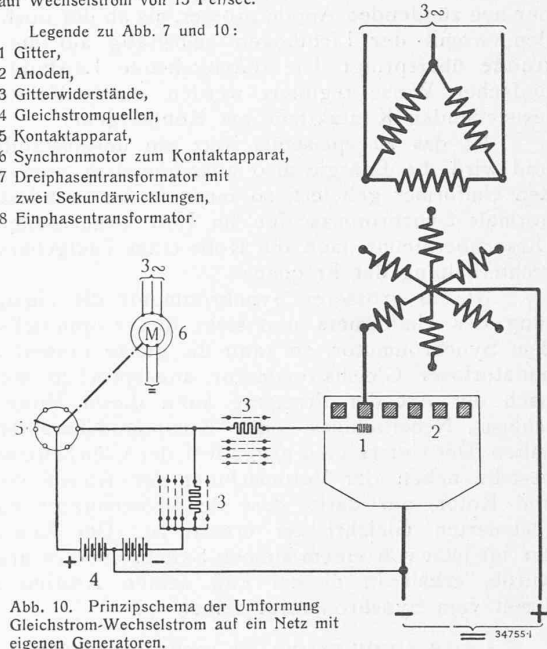 auf Wechselstrom von 15 Per/sec.
Legende zu Abb. 7 und 10:
1 Gitter,
2 Anoden,
3 Gitterwiderstände,
4 Gleichstromquellen,
5 Kontaktapparat,
6 Synchronmotor zum Kontaktapparat,
7 Dreiphasentransformator mit
zwei Sekundärwicklungen,
8 Einphasentransformator.
3∞
3∞
M
6
5
3
1
2
3
+
−
4
−
+
=
=
34755-i
Abb. 10. Prinzipschema der Umformung
Gleichstrom-Wechselstrom auf ein Netz mit
eigenen Generatoren.